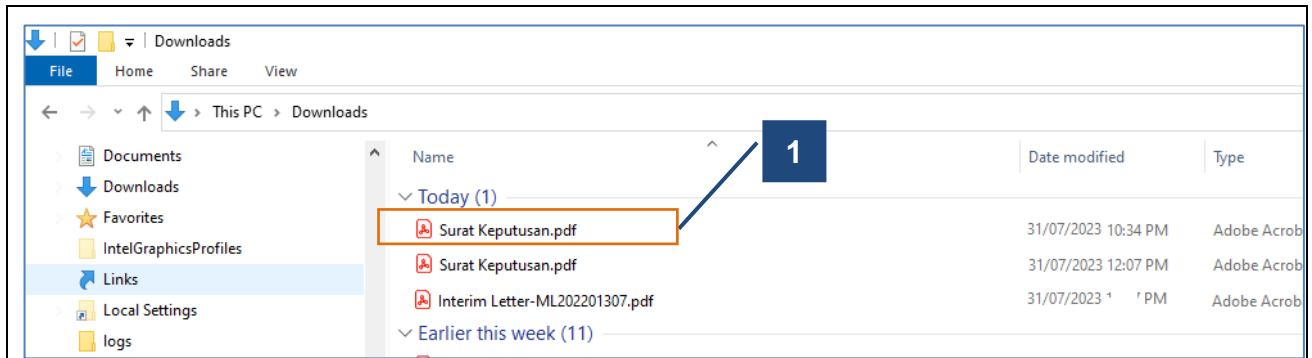 Downloads
File Home Share View
This PC > Downloads
Documents
Downloads
Favorites
IntelGraphicsProfiles
Links
Local Settings
logs
Name Date modified Type
1
Today (1)
Surat Keputusan.pdf 31/07/2023 10:34 PM Adobe Acrob
Surat Keputusan.pdf 31/07/2023 12:07 PM Adobe Acrob
Interim Letter-ML202201307.pdf 31/07/2023 PM Adobe Acrob
Earlier this week (11)